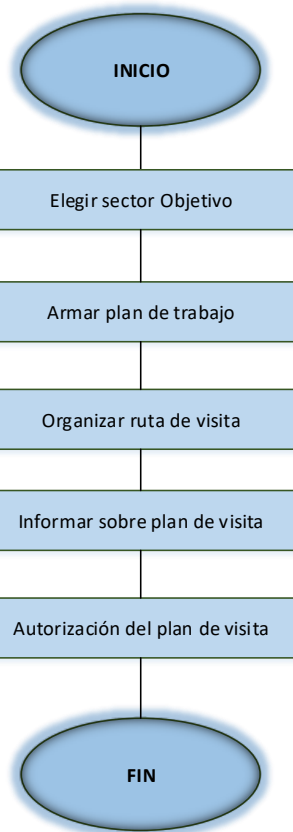 INICIO
Elegir sector Objetivo
Armar plan de trabajo
Organizar ruta de visita
Informar sobre plan de visita
Autorización del plan de visita
FIN